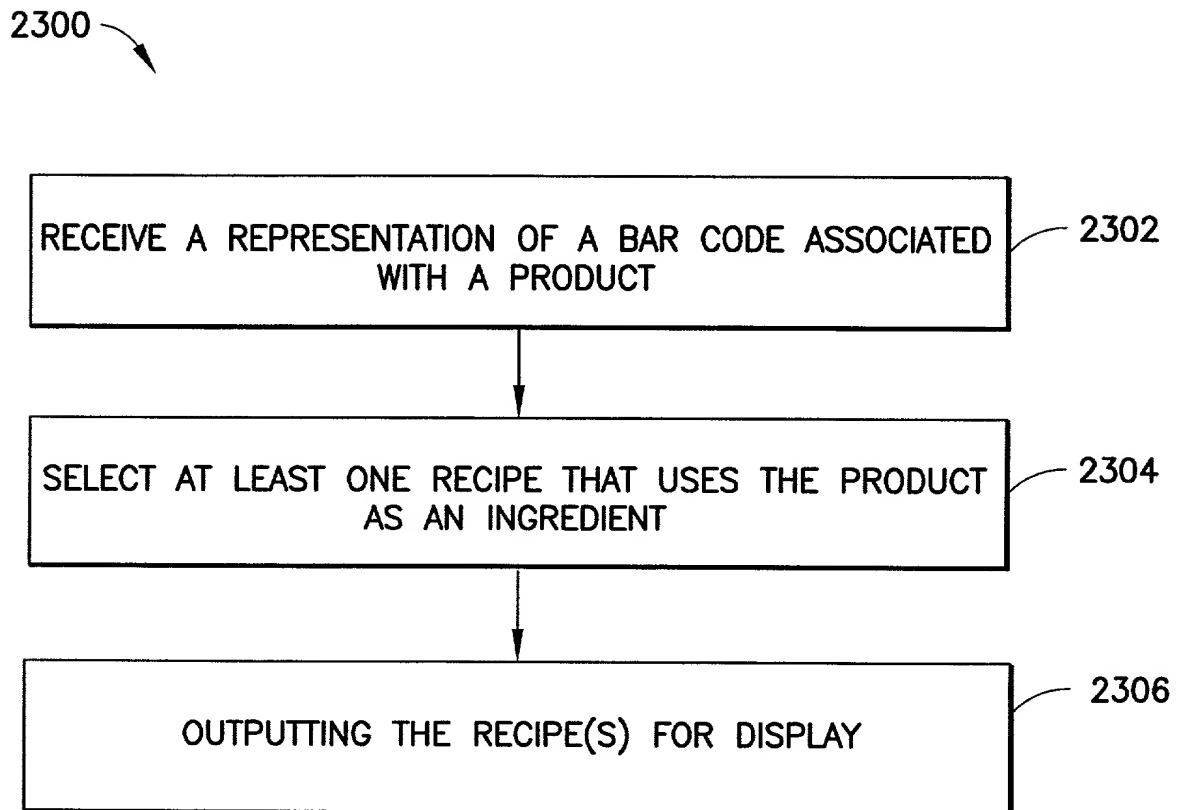 2300
RECEIVE A REPRESENTATION OF A BAR CODE ASSOCIATED
WITH A PRODUCT
2302
SELECT AT LEAST ONE RECIPE THAT USES THE PRODUCT
AS AN INGREDIENT
2304
OUTPUTTING THE RECIPE(S) FOR DISPLAY
2306